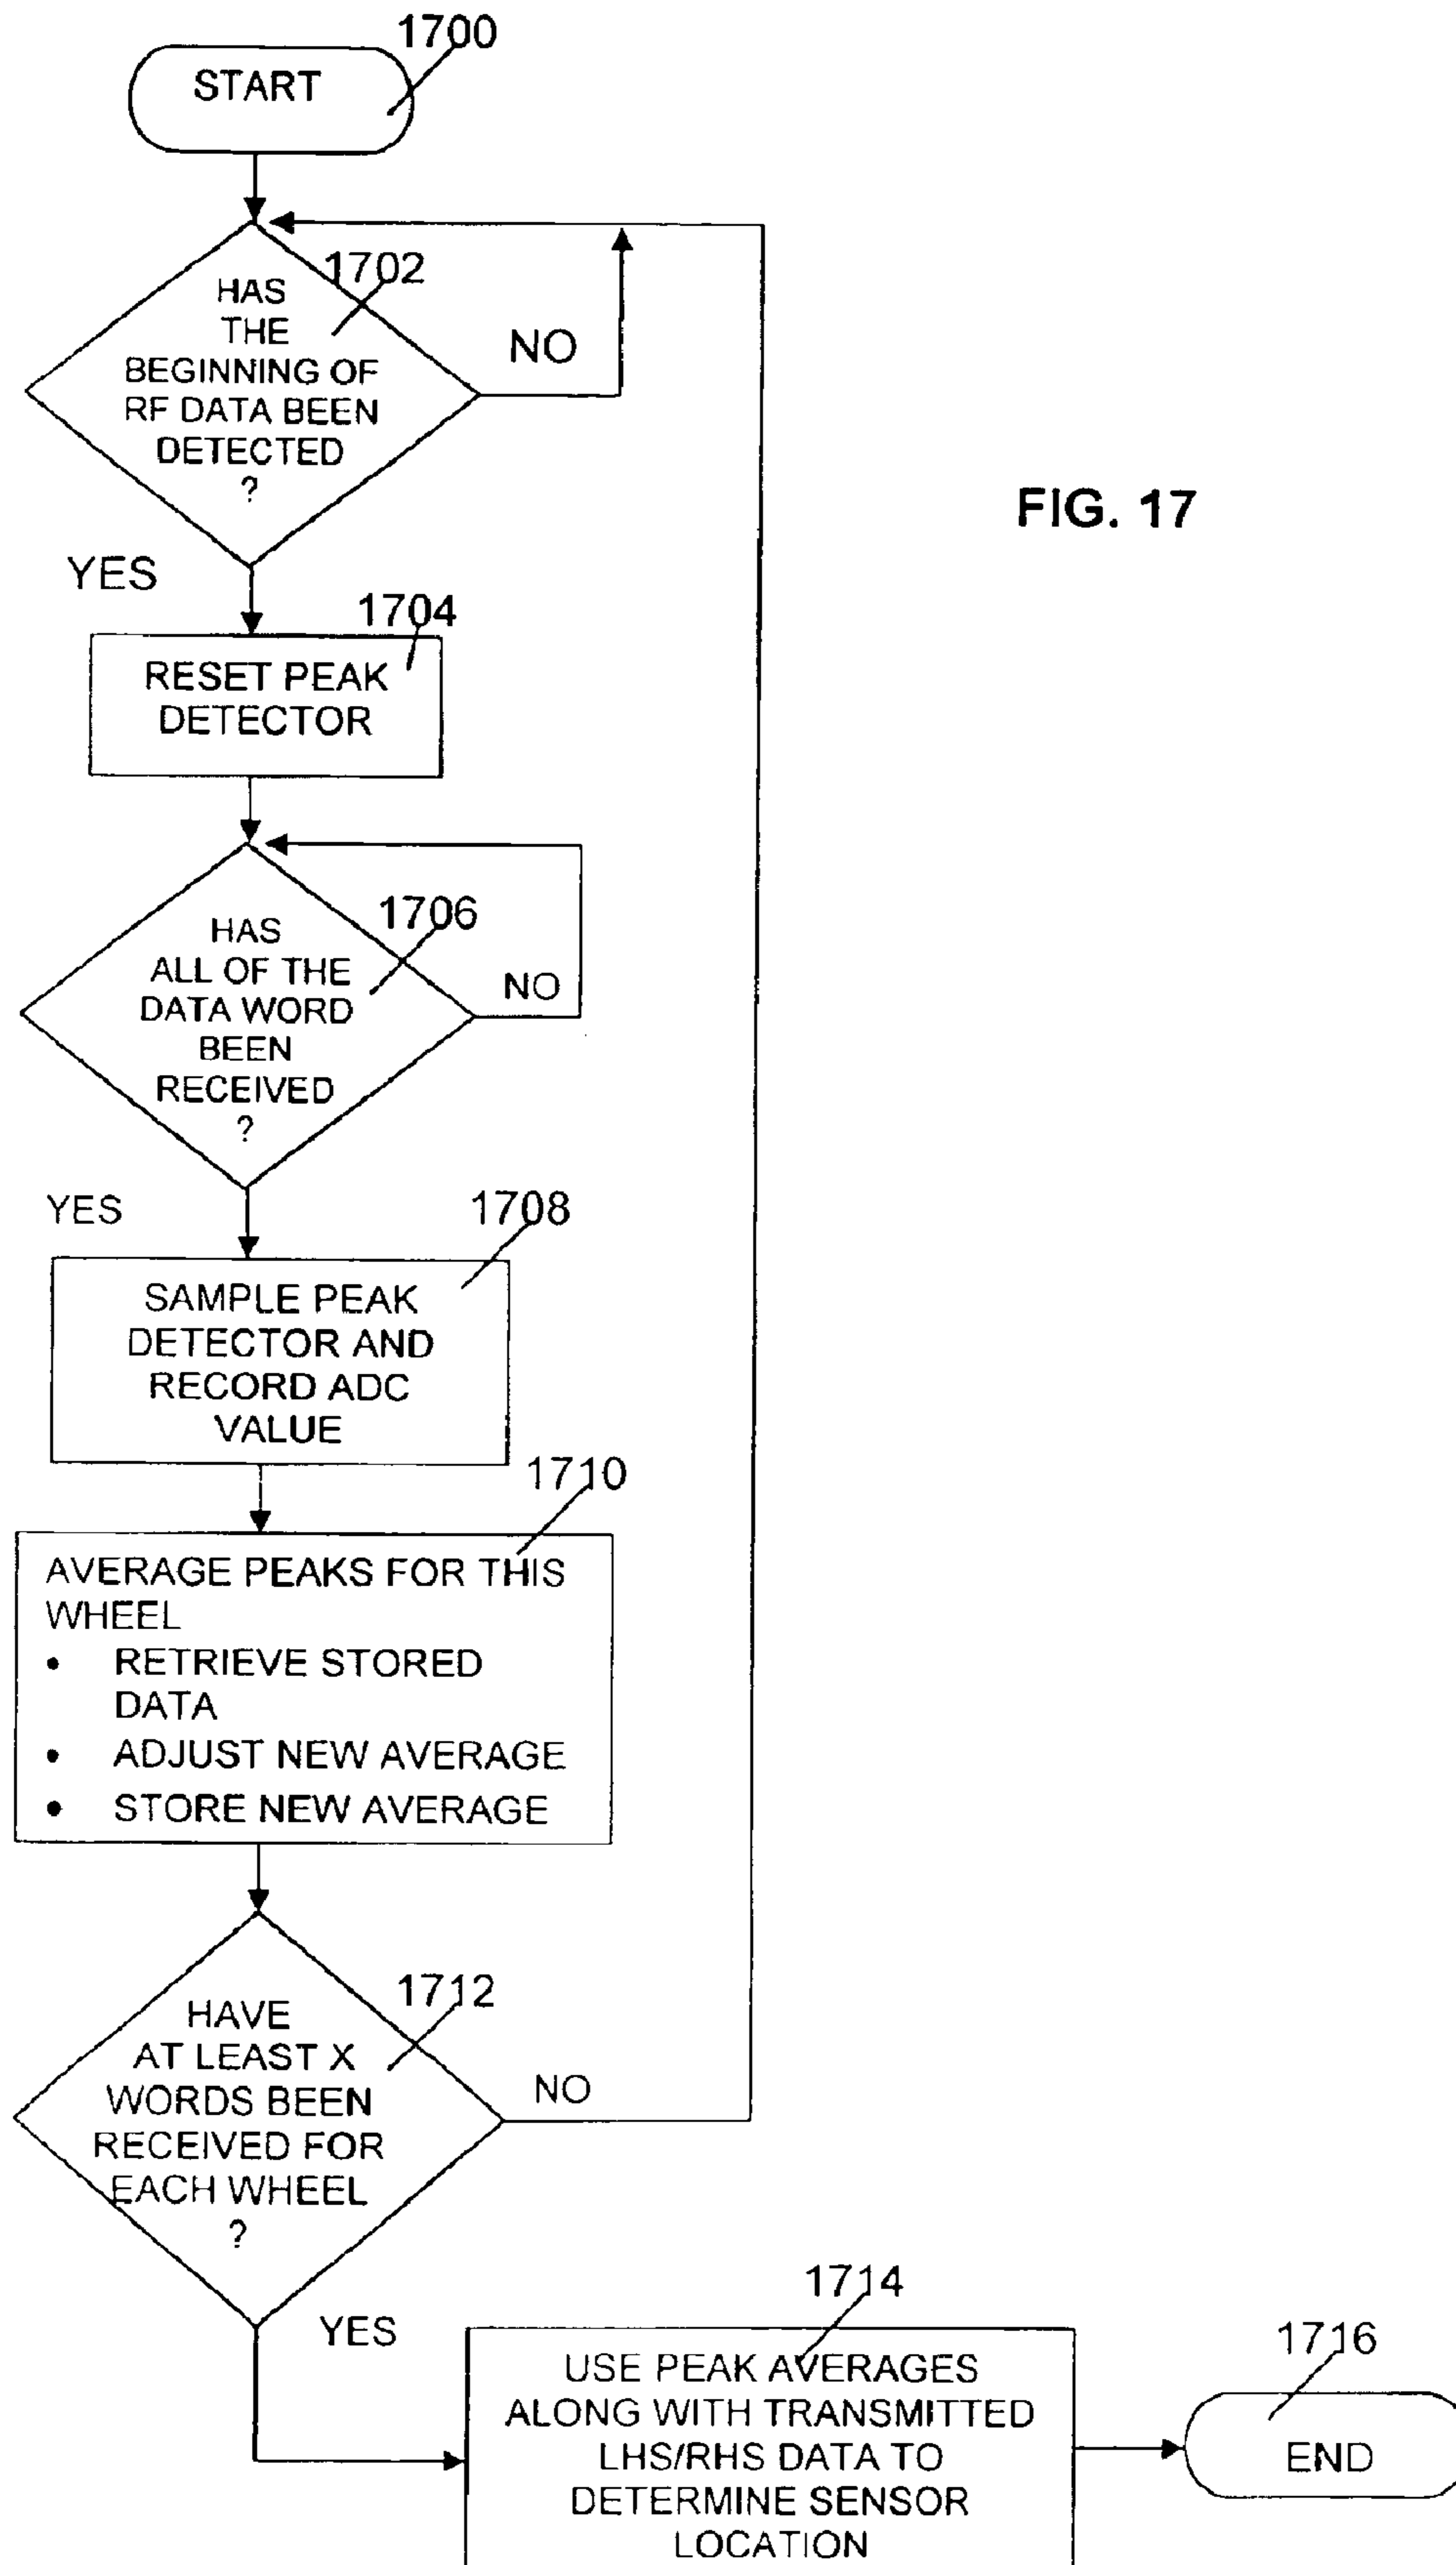 1700
START
1702
HAS
THE
BEGINNING OF
RF DATA BEEN
DETECTED
?
NO
FIG. 17
YES
1704
RESET PEAK
DETECTOR
1706
HAS
ALL OF THE
DATA WORD
BEEN
RECEIVED
?
NO
YES
1708
SAMPLE PEAK
DETECTOR AND
RECORD ADC
VALUE
1710
AVERAGE PEAKS FOR THIS
WHEEL
• RETRIEVE STORED
DATA
• ADJUST NEW AVERAGE
• STORE NEW AVERAGE
1712
HAVE
AT LEAST X
WORDS BEEN
RECEIVED FOR
EACH WHEEL
?
NO
YES
1714
USE PEAK AVERAGES
ALONG WITH TRANSMITTED
LHS/RHS DATA TO
DETERMINE SENSOR
LOCATION
1716
END